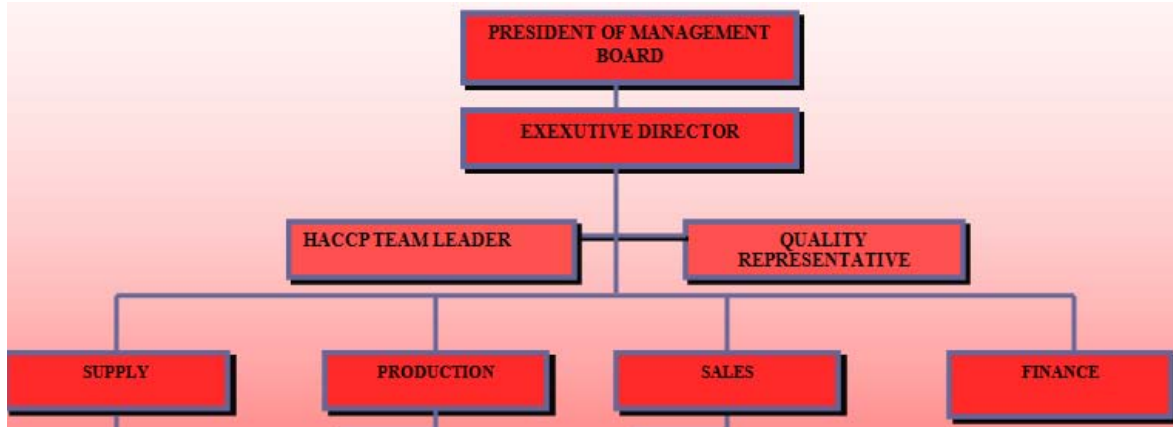 PRESIDENT OF MANAGEMENT
BOARD
EXEXUTIVE DIRECTOR
HACCP TEAM LEADER
QUALITY
REPRESENTATIVE
SUPPLY
PRODUCTION
SALES
FINANCE